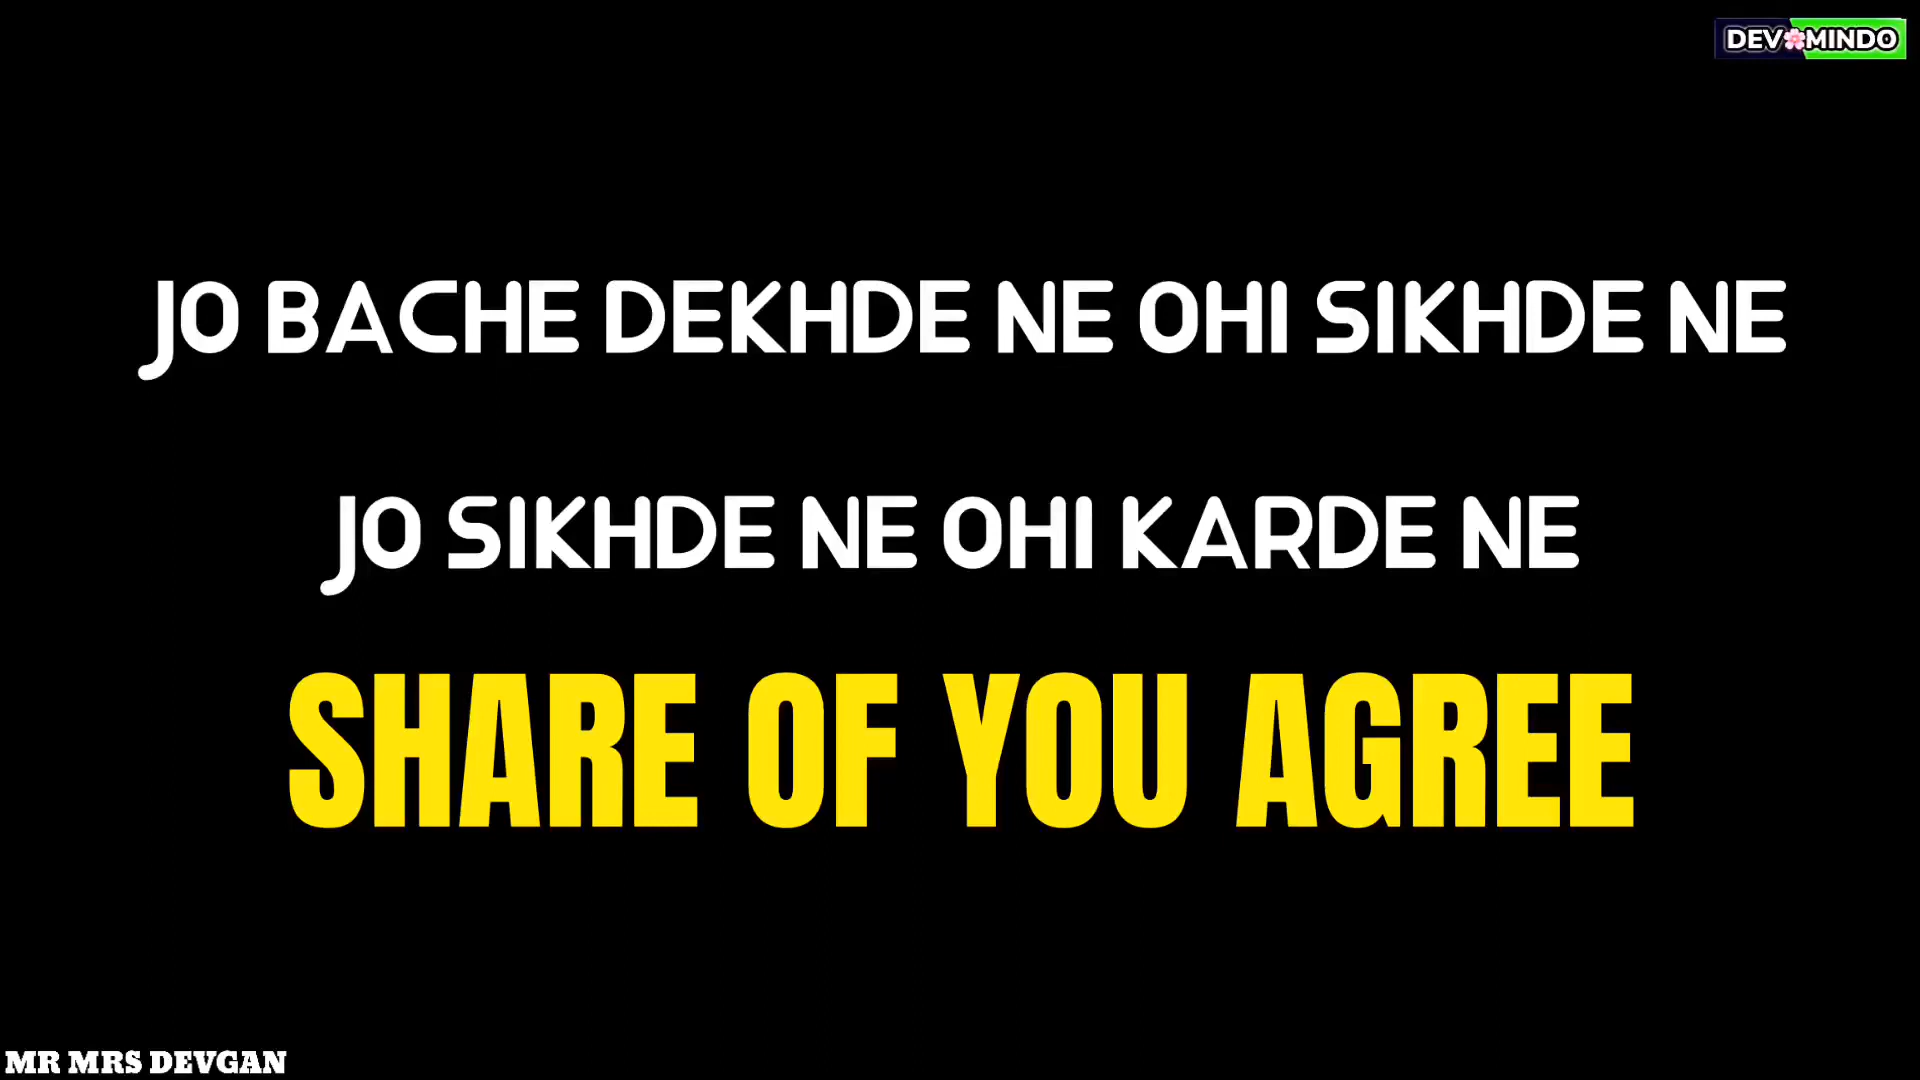 DEV🌸MINDO
JO BACHE DEKHDE NE OHI SIKHDE NE
JO SIKHDE NE OHI KARDE NE
SHARE OF YOU AGREE
MR MRS DEVGAN